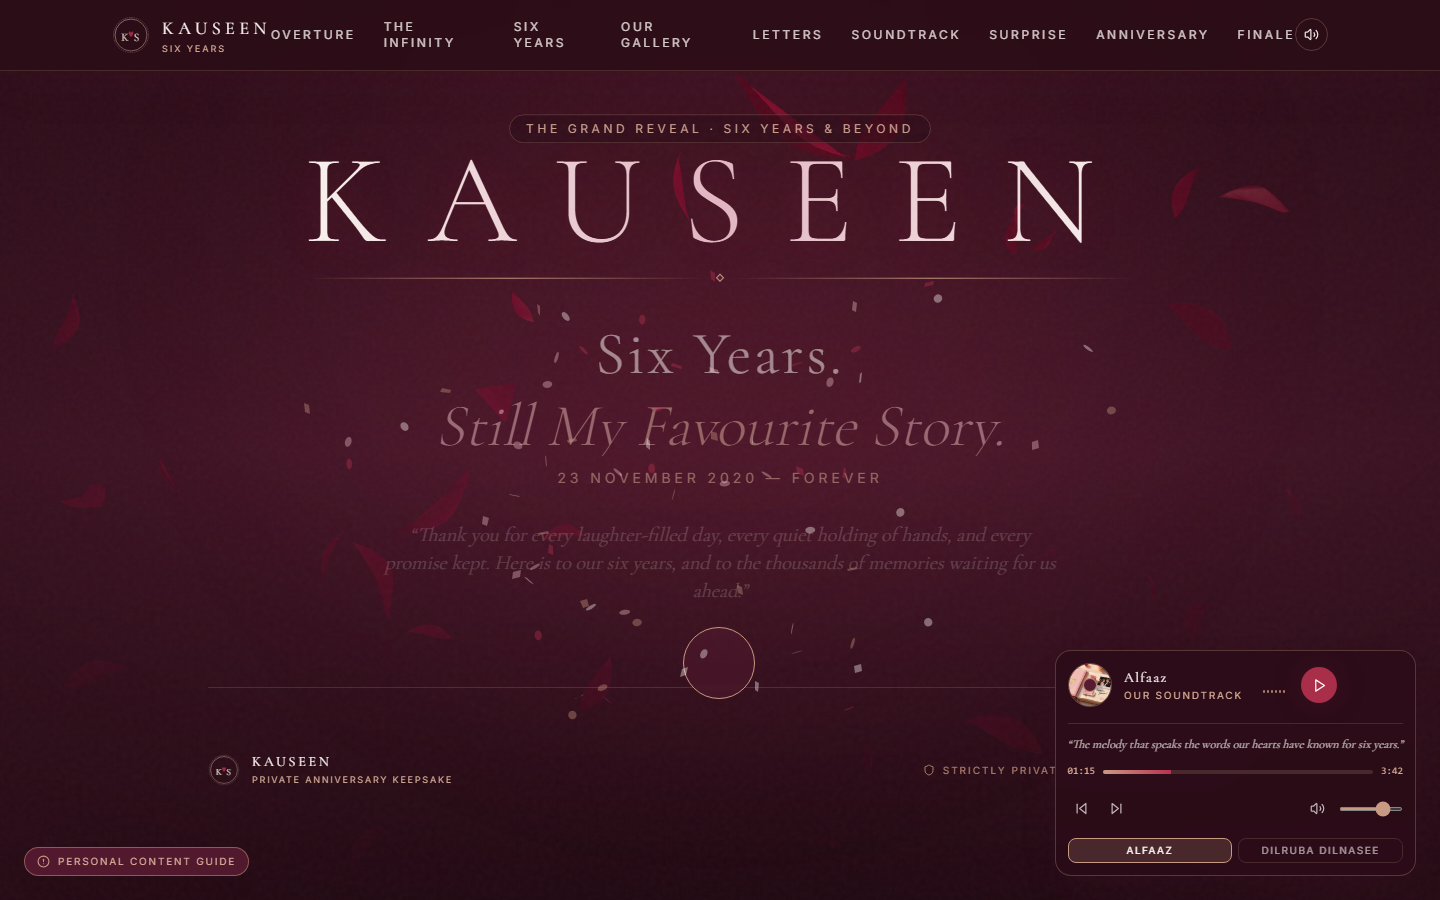 K♥S
KAUSEEN
SIX YEARS
OVERTURE
THE INFINITY
SIX YEARS
OUR GALLERY
LETTERS
SOUNDTRACK
SURPRISE
ANNIVERSARY
FINALE
THE GRAND REVEAL · SIX YEARS & BEYOND
KAUSEEN
Six Years.
Still My Favourite Story.
23 NOVEMBER 2020 — FOREVER
“Thank you for every laughter-filled day, every quiet holding of hands, and every
promise kept. Here is to our six years, and to the thousands of memories waiting for us
ahead.”
K♥S
KAUSEEN
PRIVATE ANNIVERSARY KEEPSAKE
STRICTLY PRIVAT
Alfaaz
OUR SOUNDTRACK
“The melody that speaks the words our hearts have known for six years.”
01:15
3:42
ALFAAZ
DILRUBA DILNASEE
PERSONAL CONTENT GUIDE